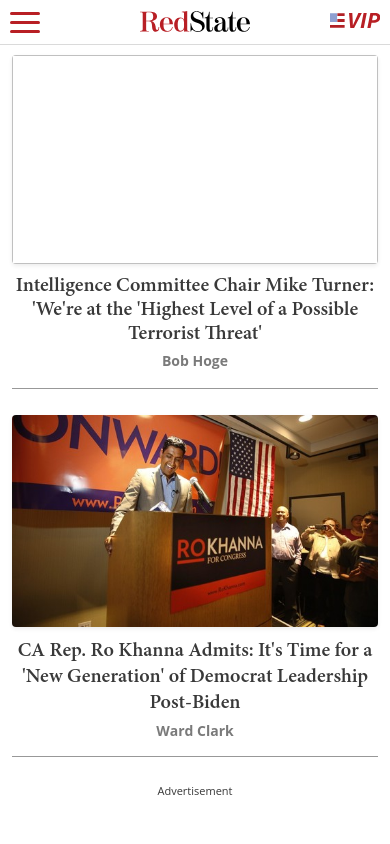 RedState
VIP
Intelligence Committee Chair Mike Turner:
'We're at the 'Highest Level of a Possible
Terrorist Threat'
Bob Hoge
ONWARD
www.R
RO KHANNA
FOR CONGRESS
CA Rep. Ro Khanna Admits: It's Time for a
'New Generation' of Democrat Leadership
Post-Biden
Ward Clark
Advertisement